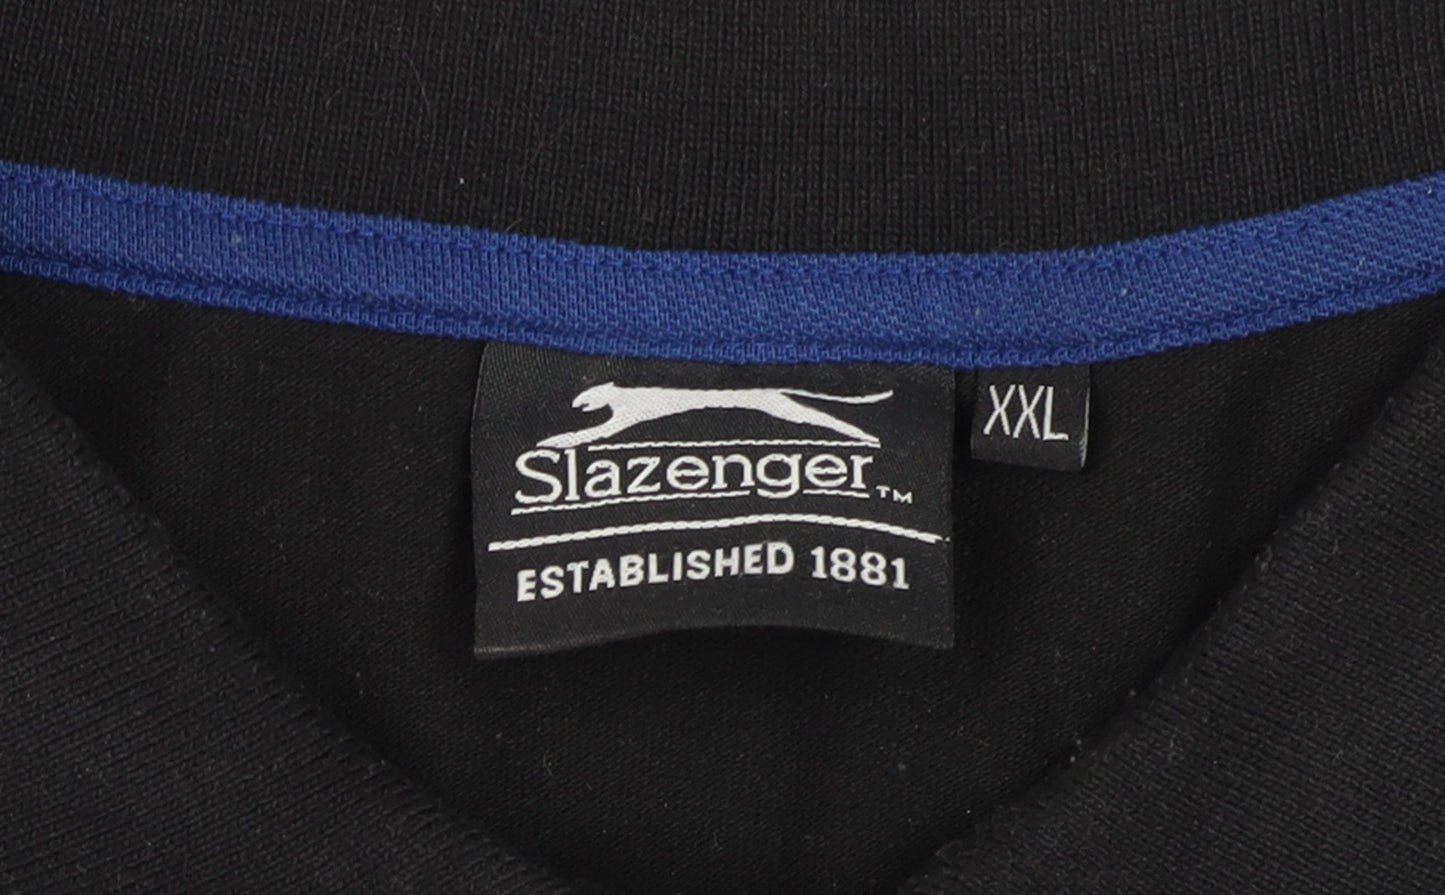 Slazenger™
ESTABLISHED 1881
XXL